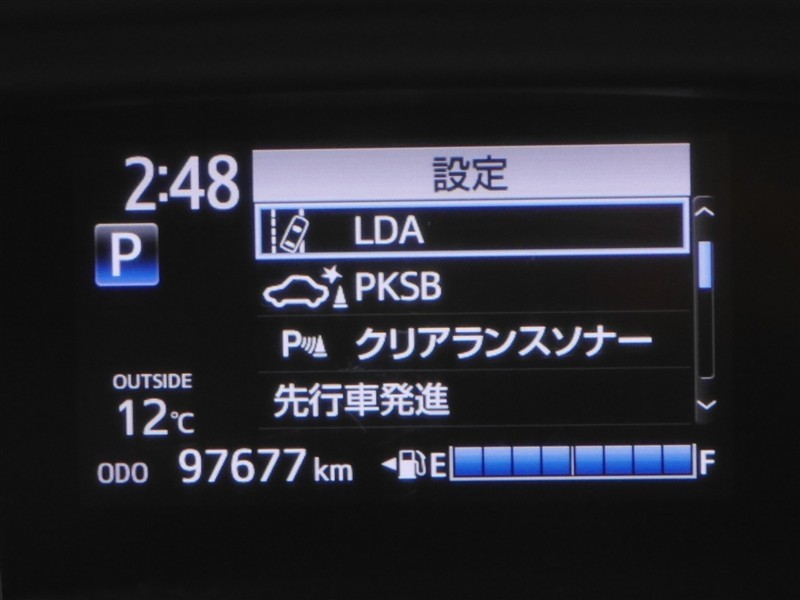 2:48
設定
P
LDA
PKSB
P クリアランスソナー
先行車発進
OUTSIDE
12℃
ODO 97677 km E F